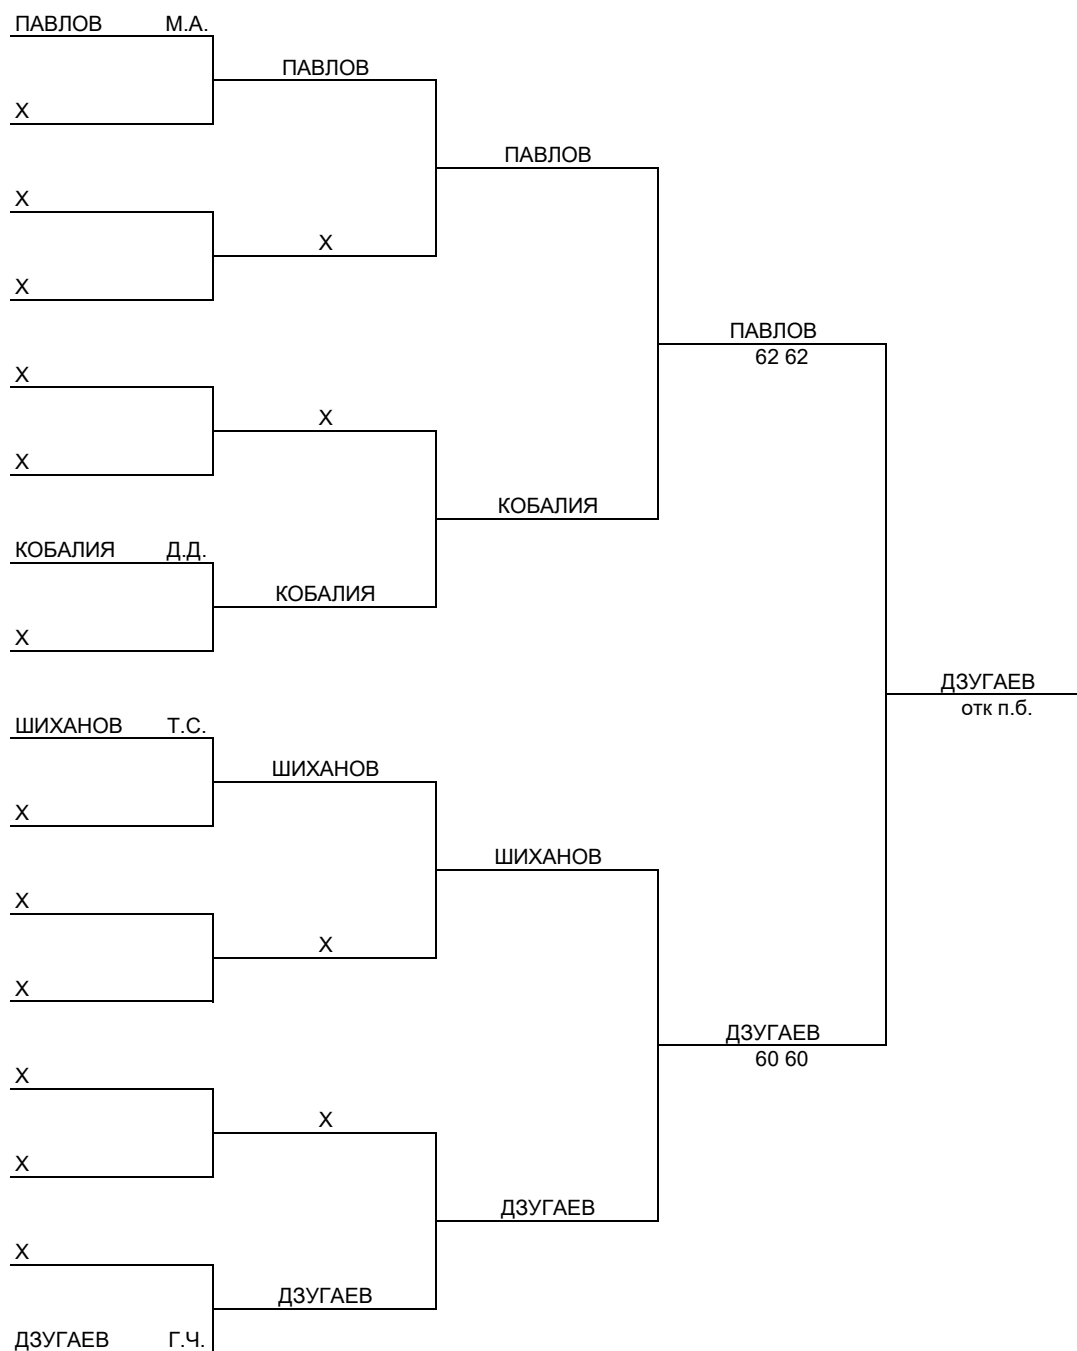 ПАВЛОВ М.А.
ПАВЛОВ
Х
ПАВЛОВ
Х
Х
Х
ПАВЛОВ
62 62
Х
Х
Х
КОБАЛИЯ
КОБАЛИЯ Д.Д.
КОБАЛИЯ
Х
ДЗУГАЕВ
отк п.б.
ШИХАНОВ Т.С.
ШИХАНОВ
Х
ШИХАНОВ
Х
Х
Х
ДЗУГАЕВ
60 60
Х
Х
Х
ДЗУГАЕВ
Х
ДЗУГАЕВ
ДЗУГАЕВ Г.Ч.